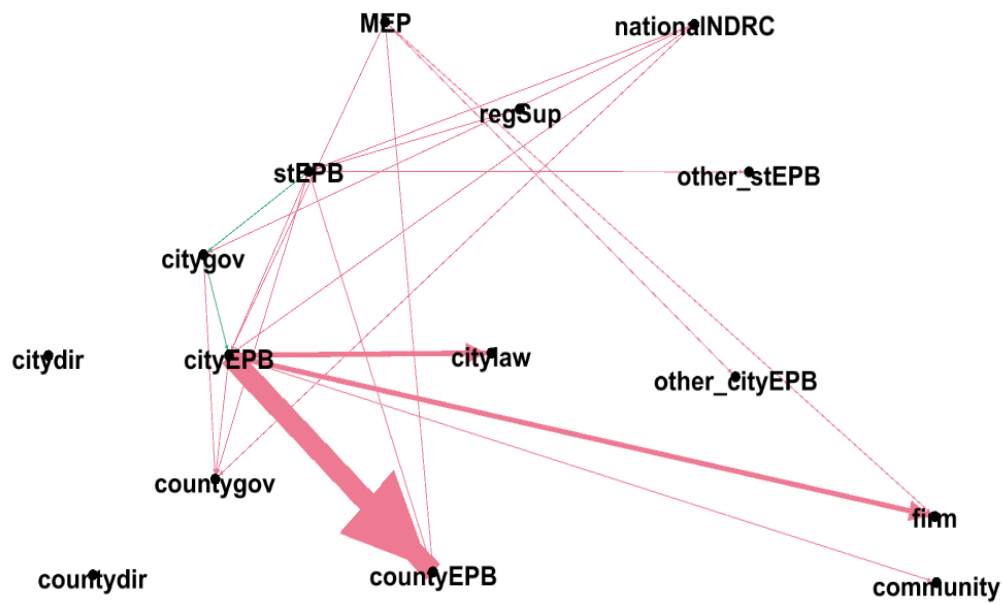 MEP
nationalNDRC
regSup
stEPB
other_stEPB
citygov
citydir
cityEPB
citylaw
other_cityEPB
countygov
firm
countydir
countyEPB
community